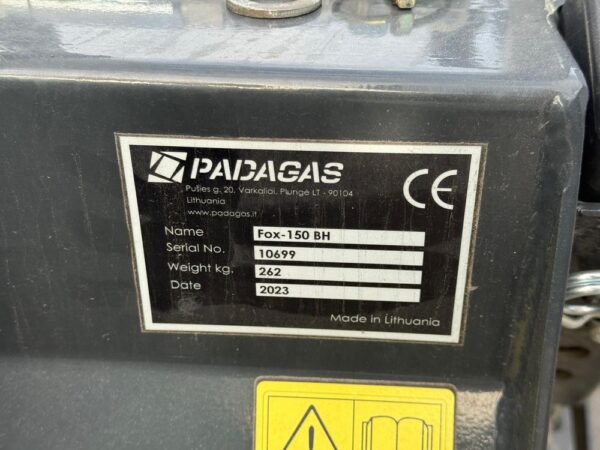 PADAGAS
Pušies g. 20, Varkaliai, Plungė LT - 90104
Lithuania
www.padagas.lt
CE
Name Fox-150 BH
Serial No. 10699
Weight kg. 262
Date 2023
Made in Lithuania